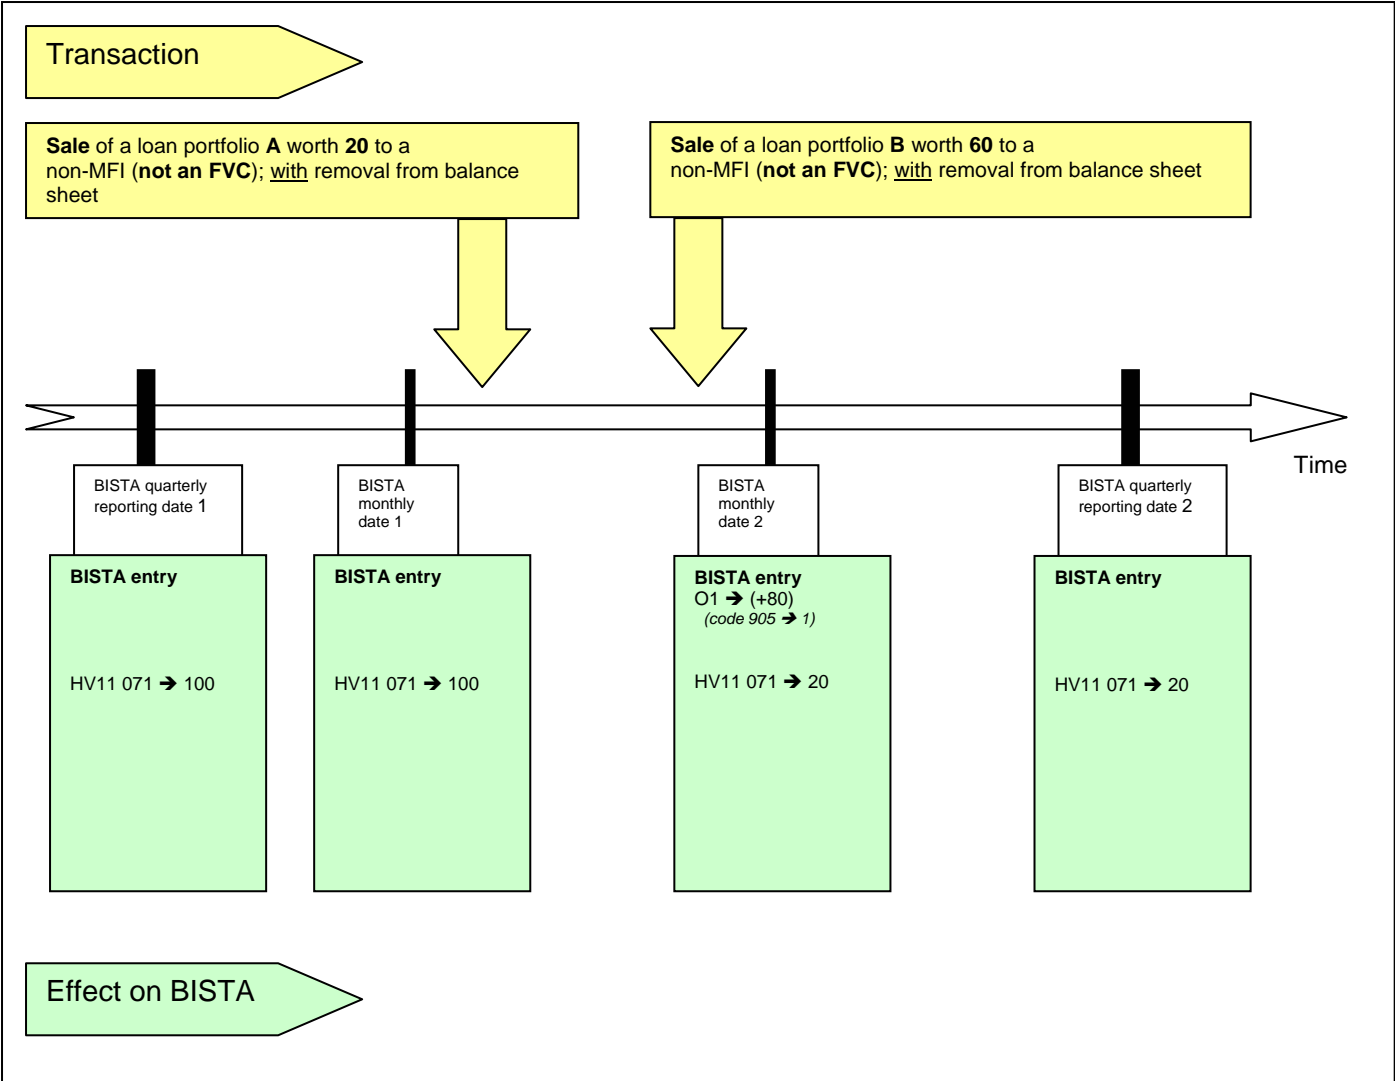 Transaction
Sale of a loan portfolio A worth 20 to a
non-MFI (not an FVC); with removal from balance
sheet
Sale of a loan portfolio B worth 60 to a
non-MFI (not an FVC); with removal from balance sheet
Time
BISTA quarterly
reporting date 1
BISTA
monthly
date 1
BISTA
monthly
date 2
BISTA quarterly
reporting date 2
BISTA entry
HV11 071 ➔ 100
BISTA entry
HV11 071 ➔ 100
BISTA entry
O1 ➔ (+80)
(code 905 ➔ 1)
HV11 071 ➔ 20
BISTA entry
HV11 071 ➔ 20
Effect on BISTA